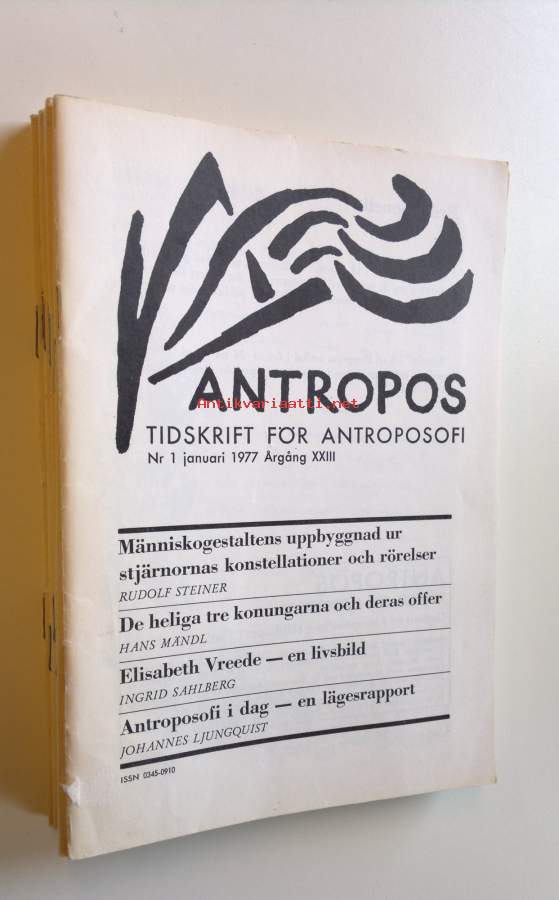 ANTROPOS
Antikvariaatti.net
TIDSKRIFT FÖR ANTROPOSOFI
Nr 1 januari 1977 Årgång XXIII
Människogestaltens uppbyggnad ur
stjärnornas konstellationer och rörelser
RUDOLF STEINER
De heliga tre konungarna och deras offer
HANS MÄNDL
Elisabeth Vreede — en livsbild
INGRID SAHLBERG
Antroposofi i dag — en lägesrapport
JOHANNES LJUNGQUIST
ISSN 0345-0910